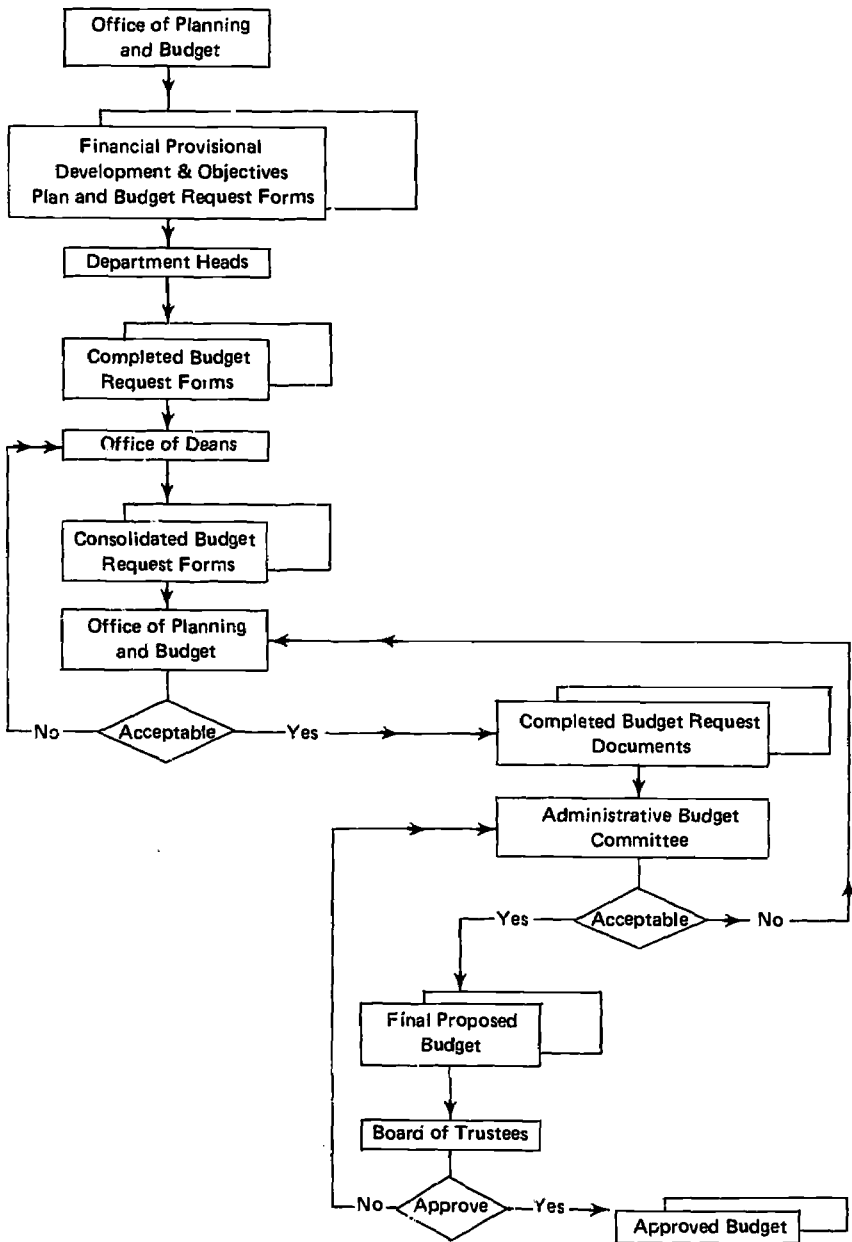 Office of Planning
and Budget
Financial Provisional
Development & Objectives
Plan and Budget Request Forms
Department Heads
Completed Budget
Request Forms
Office of Deans
Consolidated Budget
Request Forms
Office of Planning
and Budget
No
Acceptable
Yes
Completed Budget Request
Documents
Administrative Budget
Committee
Yes
Acceptable
No
Final Proposed
Budget
Board of Trustees
No
Approve
Yes
Approved Budget